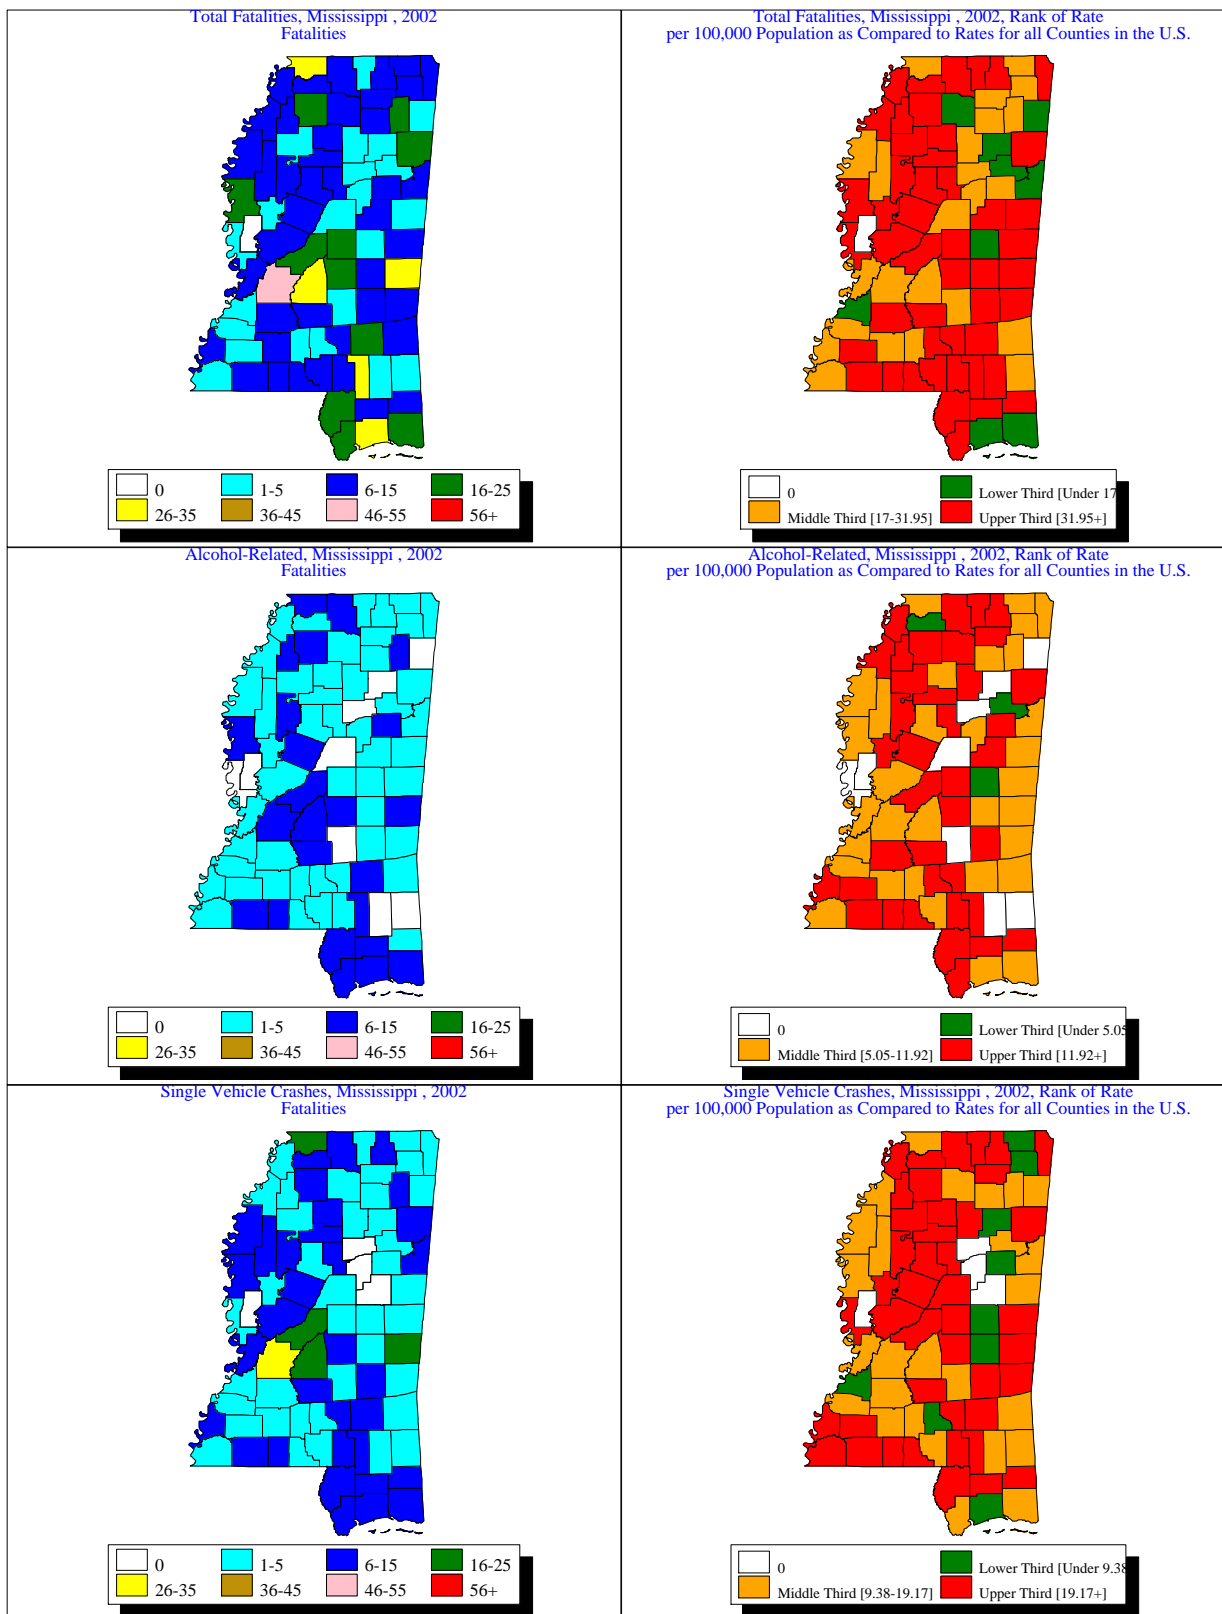 Total Fatalities, Mississippi , 2002
Fatalities
0
1-5
6-15
16-25
26-35
36-45
46-55
56+
Total Fatalities, Mississippi , 2002, Rank of Rate
per 100,000 Population as Compared to Rates for all Counties in the U.S.
0
Lower Third [Under 17
Middle Third [17-31.95]
Upper Third [31.95+]
Alcohol-Related, Mississippi , 2002
Fatalities
0
1-5
6-15
16-25
26-35
36-45
46-55
56+
Alcohol-Related, Mississippi , 2002, Rank of Rate
per 100,000 Population as Compared to Rates for all Counties in the U.S.
0
Lower Third [Under 5.05
Middle Third [5.05-11.92]
Upper Third [11.92+]
Single Vehicle Crashes, Mississippi , 2002
Fatalities
0
1-5
6-15
16-25
26-35
36-45
46-55
56+
Single Vehicle Crashes, Mississippi , 2002, Rank of Rate
per 100,000 Population as Compared to Rates for all Counties in the U.S.
0
Lower Third [Under 9.38
Middle Third [9.38-19.17]
Upper Third [19.17+]